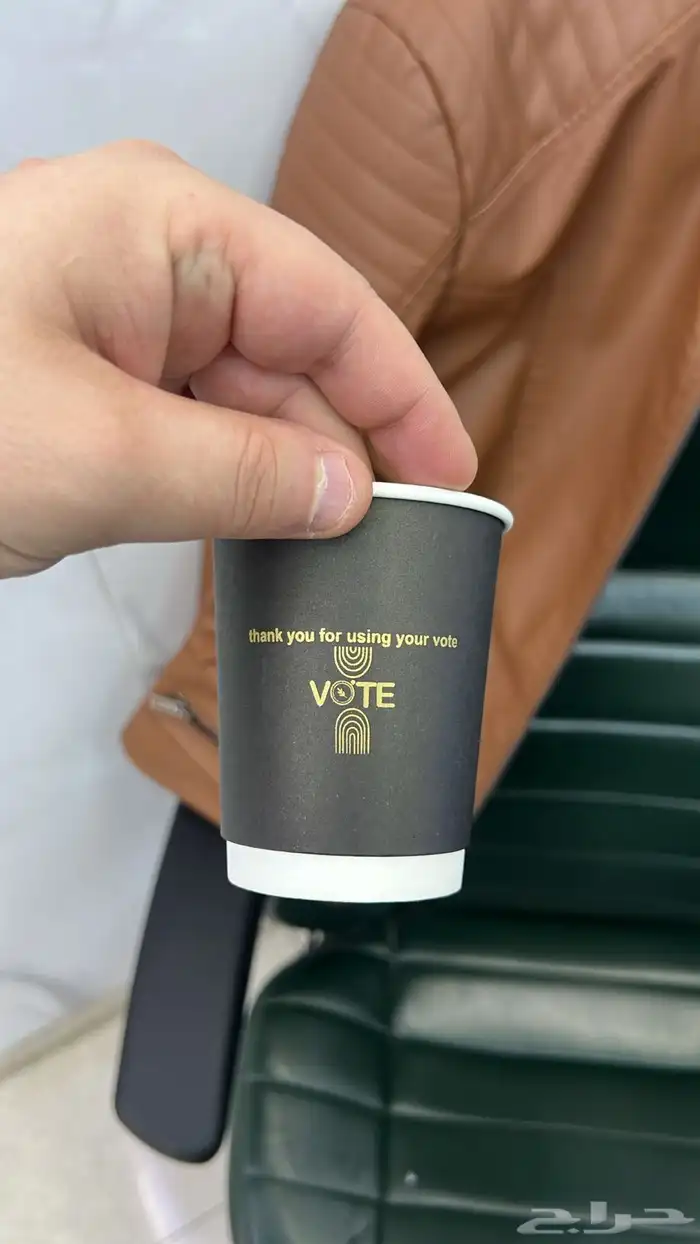 thank you for using your vote
VOTE
حراج